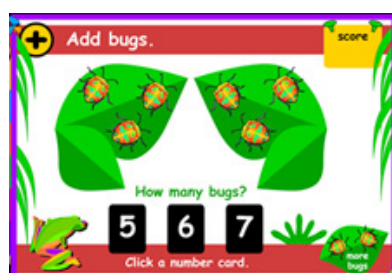 + Add bugs.
score
How many bugs?
5 6 7
Click a number card.
more
bugs